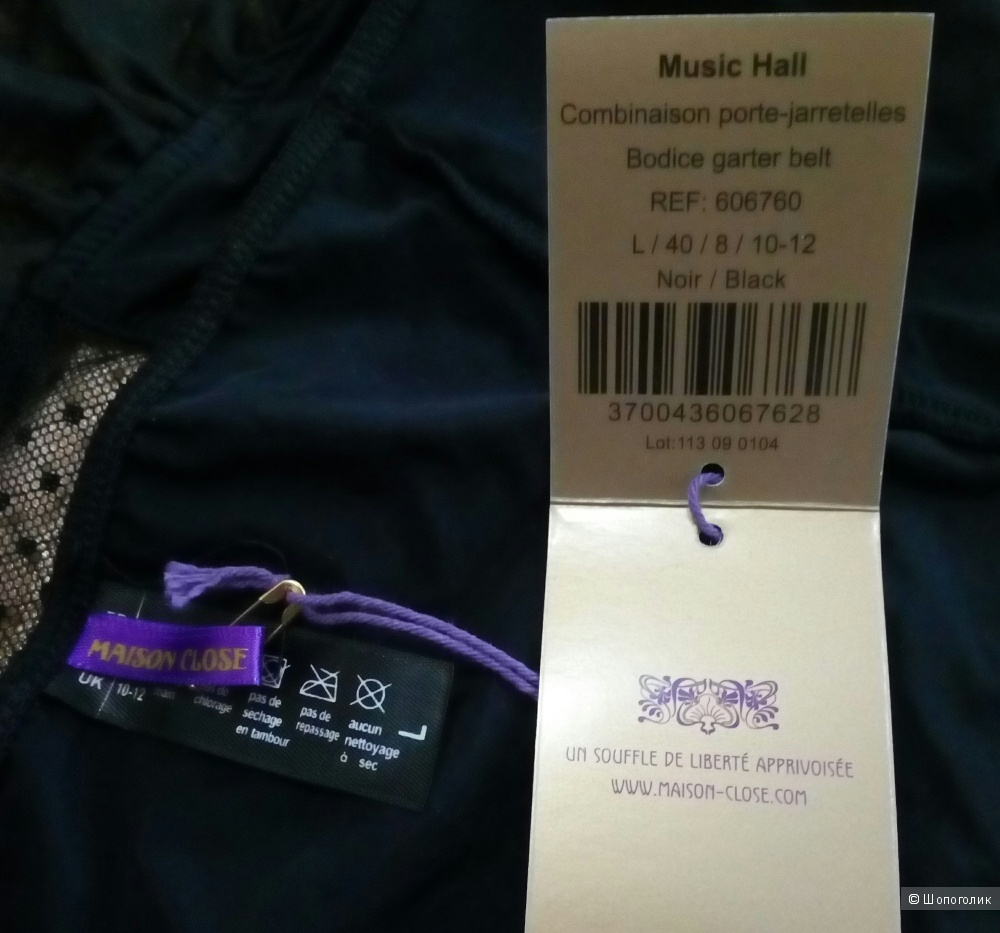 Music Hall
Combinaison porte-jarretelles
Bodice garter belt
REF: 606760
L / 40 / 8 / 10-12
Noir / Black
3700436067628
Lot:113 09 0104
MAISON CLOSE
UK 10-12
main
chlorage
pas de
sechage
en tambour
pas de
repassage
aucun
nettoyage
à sec
L
UN SOUFFLE DE LIBERTÉ APPRIVOISÉE
WWW.MAISON-CLOSE.COM
© Шопоголик